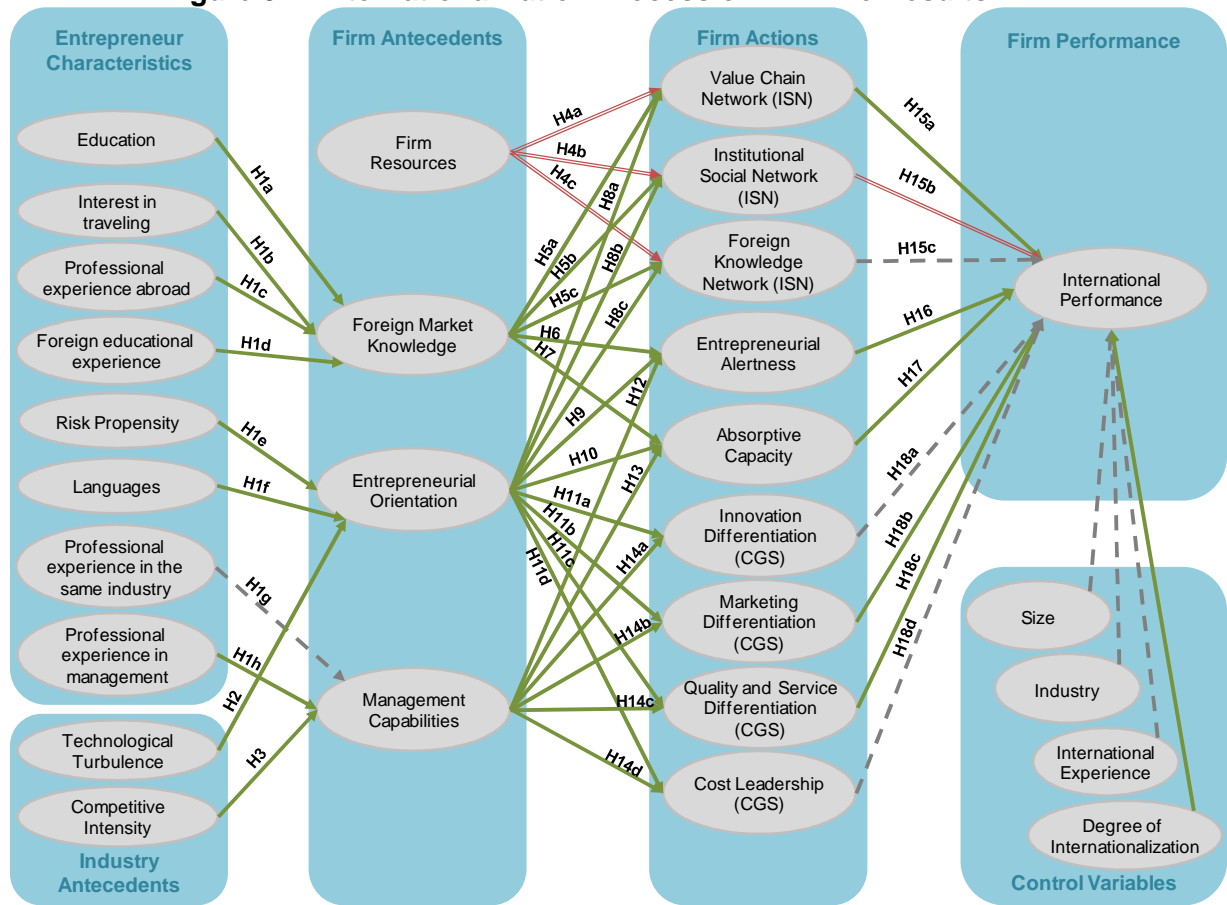 Entrepreneur
Characteristics
Education
Interest in
traveling
Professional
experience abroad
Foreign educational
experience
Risk Propensity
Languages
Professional
experience in the
same industry
Professional
experience in
management
Technological
Turbulence
Competitive
Intensity
Industry
Antecedents
H1a
H1b
H1c
H1d
H1e
H1f
H1g
H1h
H2
H3
Firm Antecedents
Firm
Resources
Foreign Market
Knowledge
Entrepreneurial
Orientation
Management
Capabilities
H4a
H4b
H4c
H5a
H5b
H5c
H6
H7
H8a
H8b
H8c
H9
H10
H11a
H11b
H11c
H11d
H12
H13
H14a
H14b
H14c
H14d
Firm Actions
Value Chain
Network (ISN)
Institutional
Social Network
(ISN)
Foreign
Knowledge
Network (ISN)
Entrepreneurial
Alertness
Absorptive
Capacity
Innovation
Differentiation
(CGS)
Marketing
Differentiation
(CGS)
Quality and Service
Differentiation
(CGS)
Cost Leadership
(CGS)
H15a
H15b
H15c
H16
H17
H18a
H18b
H18c
H18d
Firm Performance
International
Performance
Size
Industry
International
Experience
Degree of
Internationalization
Control Variables